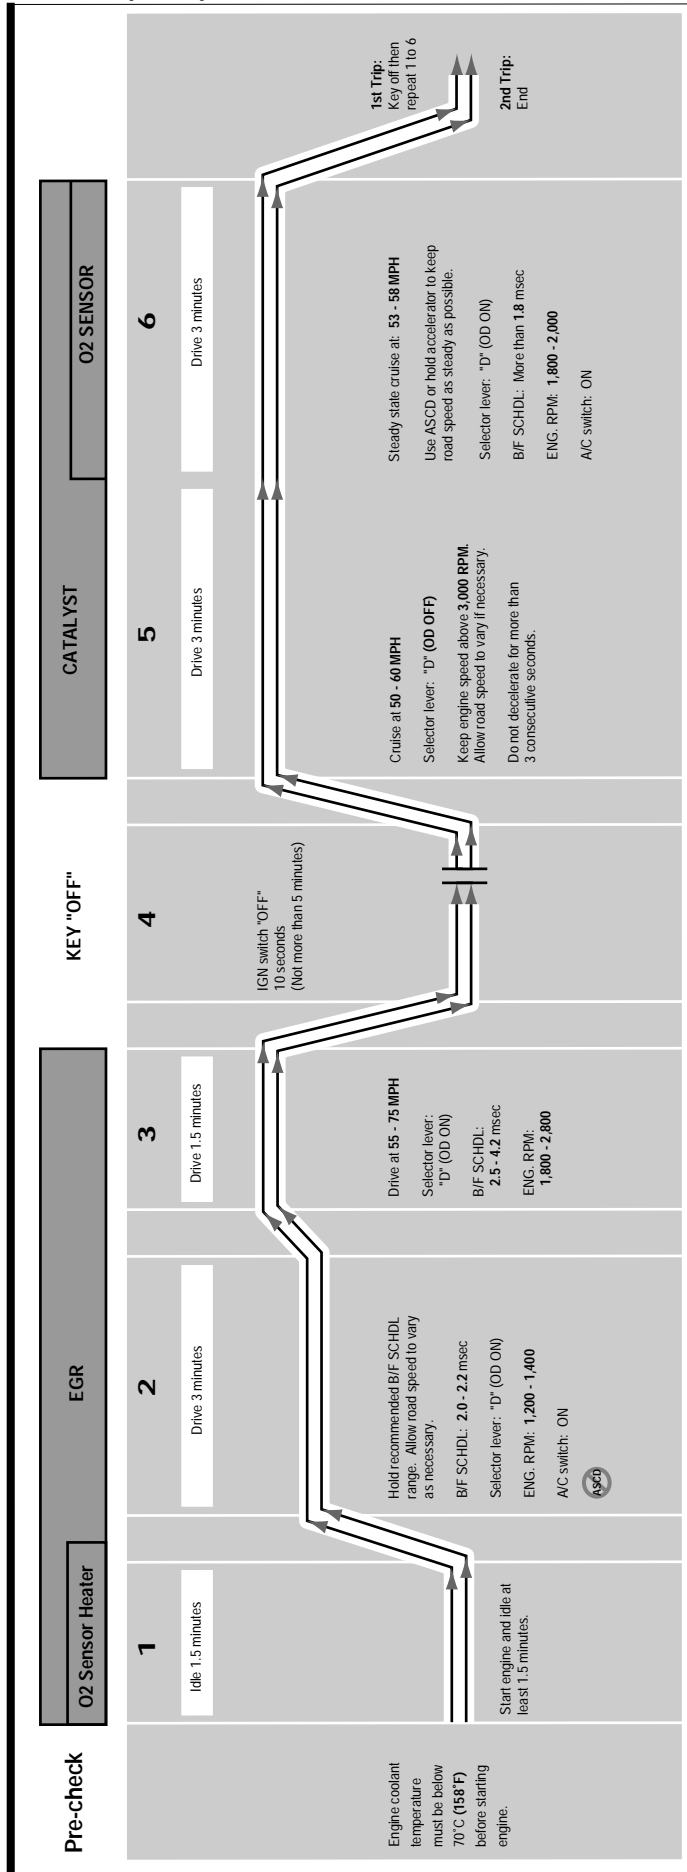 Pre-check
EGR
O2 Sensor Heater
KEY "OFF"
CATALYST
O2 SENSOR
1
2
3
4
5
6
Idle 1.5 minutes
Drive 3 minutes
Drive 1.5 minutes
Drive 3 minutes
Drive 3 minutes
Engine coolant
temperature
must be below
70˚C (158˚F)
before starting
engine.
Start engine and idle at
least 1.5 minutes.
Hold recommended B/F SCHDL
range. Allow road speed to vary
as necessary.
B/F SCHDL: 2.0 - 2.2 msec
Selector lever: "D" (OD ON)
ENG. RPM: 1,200 - 1,400
A/C switch: ON
ASCD
Drive at 55 - 75 MPH
Selector lever:
"D" (OD ON)
B/F SCHDL:
2.5 - 4.2 msec
ENG. RPM:
1,800 - 2,800
IGN switch "OFF"
10 seconds
(Not more than 5 minutes)
Cruise at 50 - 60 MPH
Selector lever: "D" (OD OFF)
Keep engine speed above 3,000 RPM.
Allow road speed to vary if necessary.
Do not decelerate for more than
3 consecutive seconds.
Steady state cruise at: 53 - 58 MPH
Use ASCD or hold accelerator to keep
road speed as steady as possible.
Selector lever: "D" (OD ON)
B/F SCHDL: More than 1.8 msec
ENG. RPM: 1,800 - 2,000
A/C switch: ON
1st Trip:
Key off then
repeat 1 to 6
2nd Trip:
End